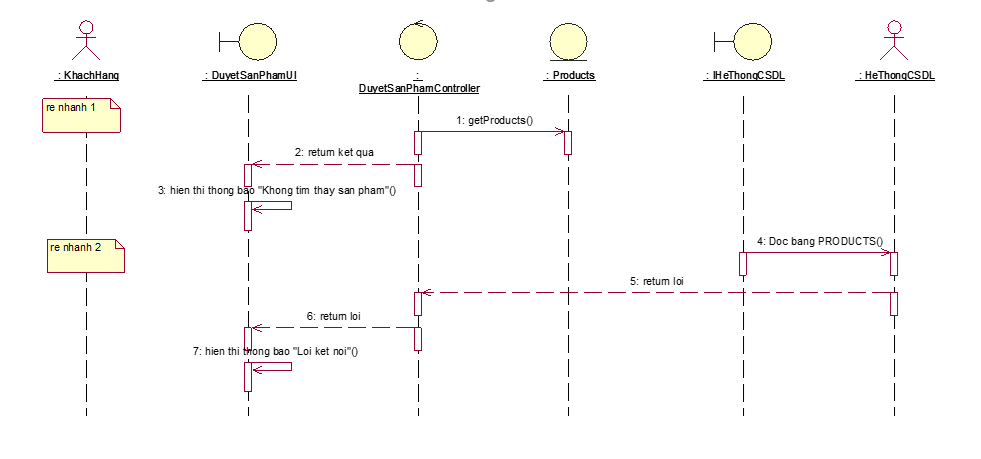 : KhachHang
: DuyetSanPhamUI
:
DuyetSanPhamController
: Products
: IHeThongCSDL
: HeThongCSDL
re nhanh 1
1: getProducts()
2: return ket qua
3: hien thi thong bao "Khong tim thay san pham"()
re nhanh 2
4: Doc bang PRODUCTS()
5: return loi
6: return loi
7: hien thi thong bao "Loi ket noi"()